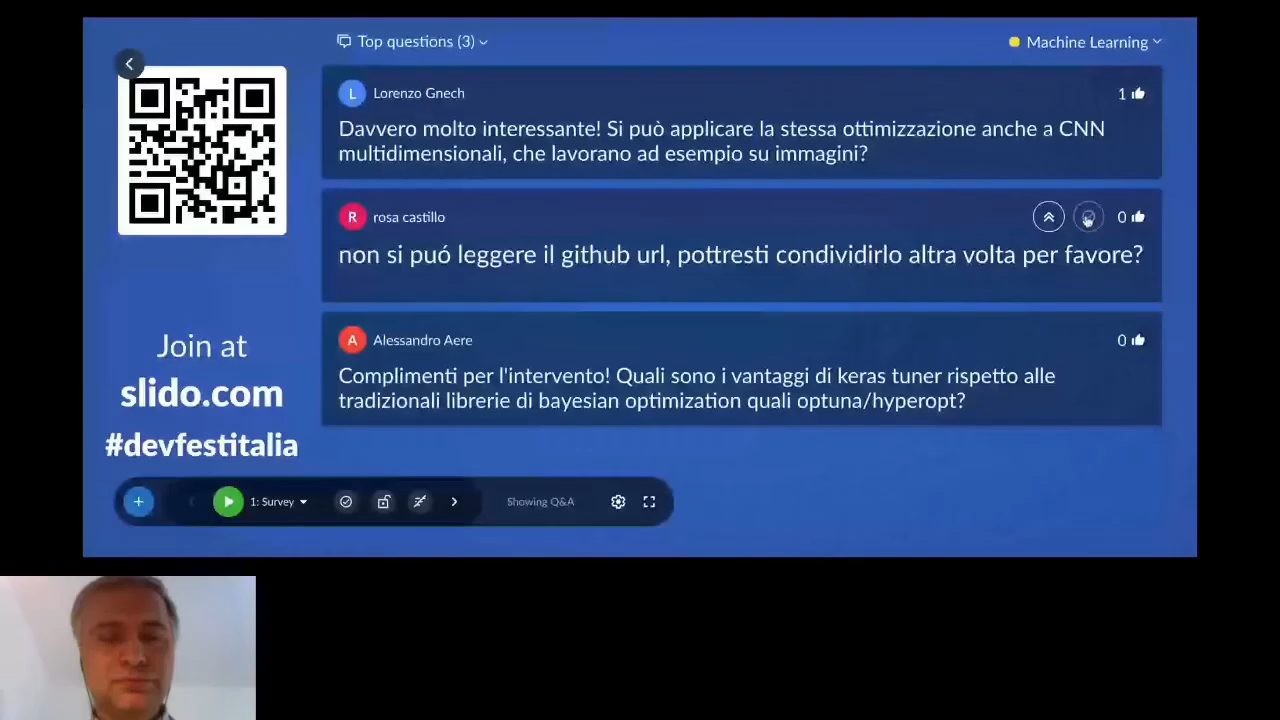 Top questions (3)
Machine Learning
L Lorenzo Gnech
1
Davvero molto interessante! Si può applicare la stessa ottimizzazione anche a CNN
multidimensionali, che lavorano ad esempio su immagini?
R rosa castillo
0
non si puó leggere il github url, pottresti condividirlo altra volta per favore?
A Alessandro Aere
0
Complimenti per l'intervento! Quali sono i vantaggi di keras tuner rispetto alle
tradizionali librerie di bayesian optimization quali optuna/hyperopt?
Join at
slido.com
#devfestitalia
1: Survey
Showing Q&A